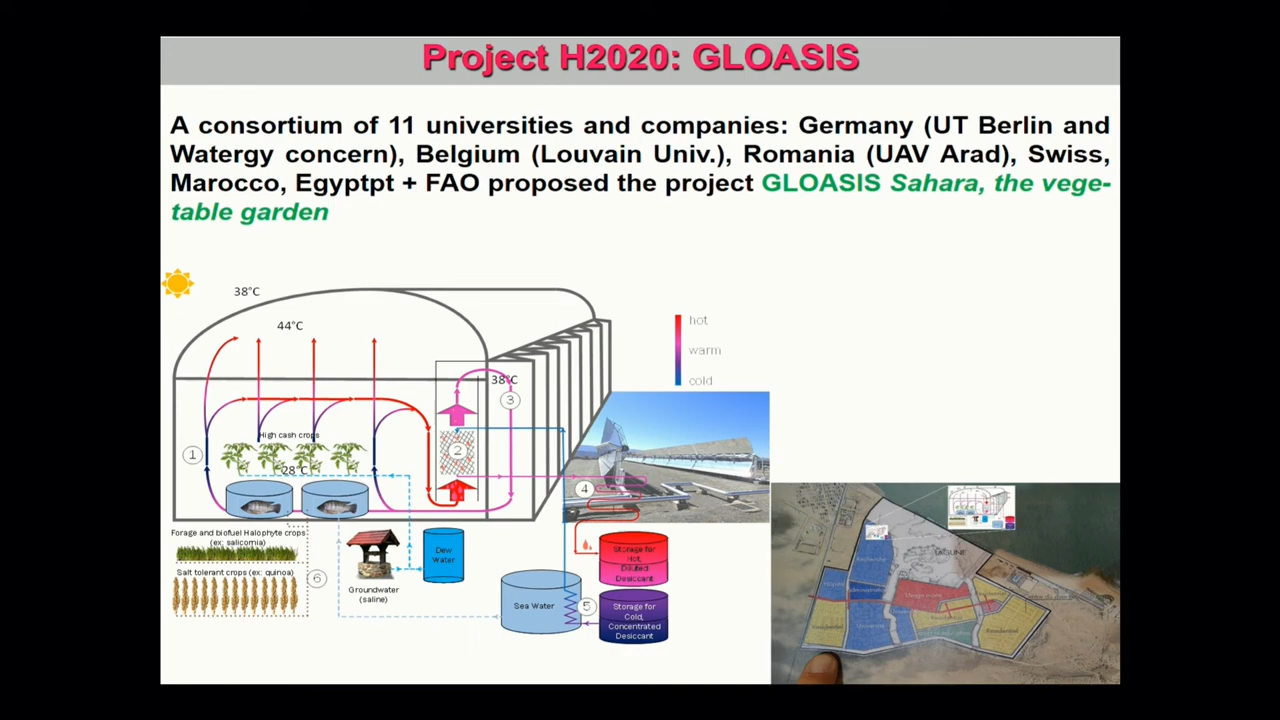 Project H2020: GLOASIS
A consortium of 11 universities and companies: Germany (UT Berlin and
Watergy concern), Belgium (Louvain Univ.), Romania (UAV Arad), Swiss,
Marocco, Egyptpt + FAO proposed the project GLOASIS Sahara, the vege-
table garden
38°C
44°C
hot
warm
cold
38°C
3
High cash crops
1
2
28°C
4
Forage and biofuel Halophyte crops
(ex: salicornia)
Salt tolerant crops (ex: quinoa)
6
Groundwater
(saline)
Dew
Water
Sea Water
5
Storage for
Hot,
Diluted
Desiccant
Storage for
Cold,
Concentrated
Desiccant
LAGUNE
Residentiel